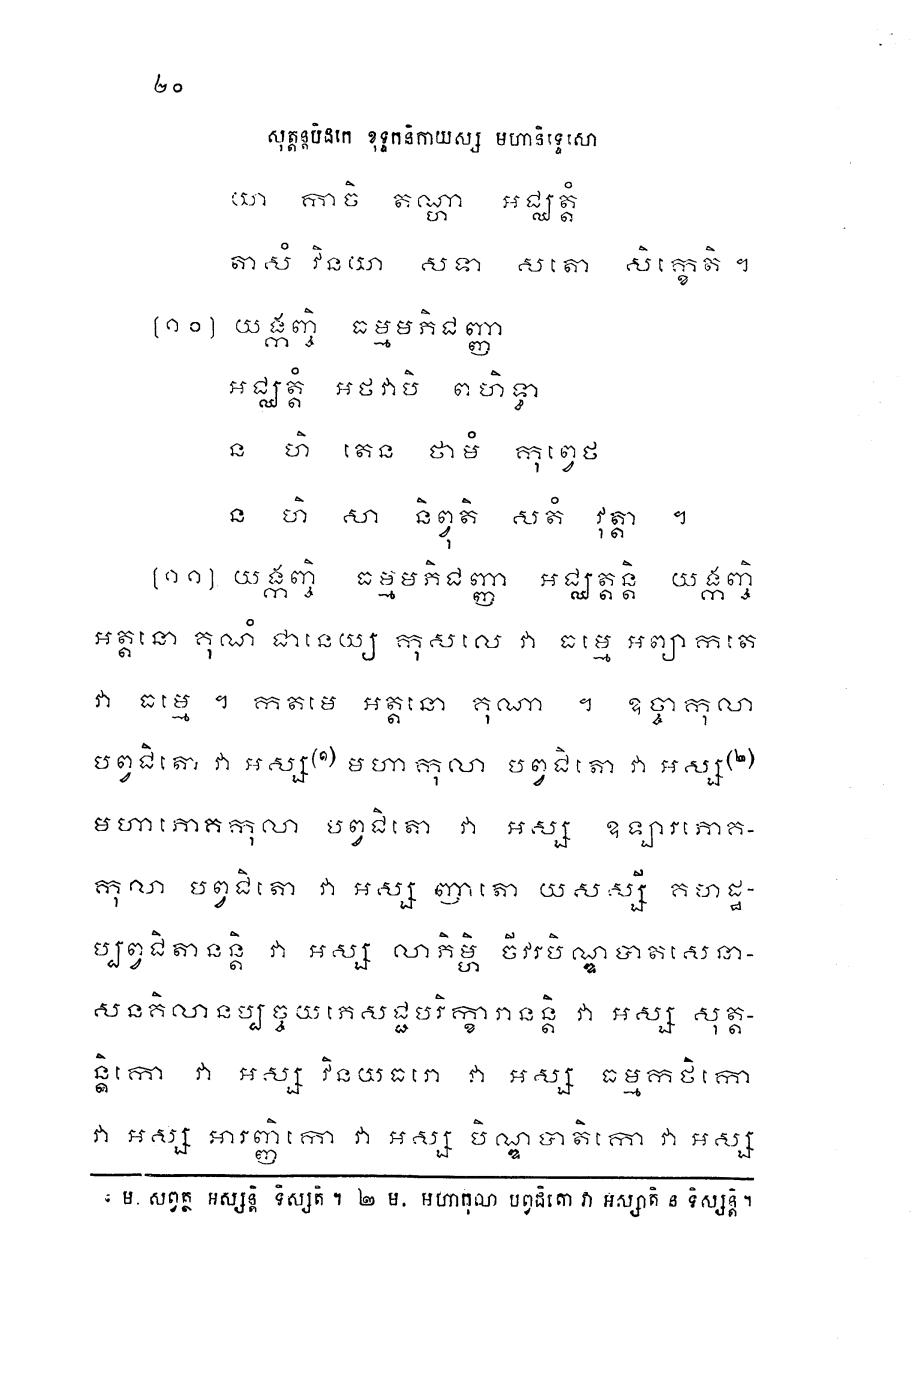 ២០
សុត្តន្តបិដកេ ខុទ្ទកនិកាយស្ស មហានិទ្ទេសោ
យា កាចិ តណ្ហា អជ្ឈត្តំ
តាសំ វិនយា សទា សតោ សិក្ខេតិ ។
[១០] យង្កញ្ចិ ធម្មមភិជញ្ញា
អជ្ឈត្តំ អថវាបិ ពហិទ្ធា
ន ហិ តេន ថាមំ កុព្វេថ
ន ហិ សា និព្វុតិ សតំ វុត្តា ។
[១១] យង្កញ្ចិ ធម្មមភិជញ្ញា អជ្ឈត្តន្តិ យង្កញ្ចិ
អត្តនោ គុណំ ជានេយ្យ កុសលេ វា ធម្មេ អព្យាកតេ
វា ធម្មេ ។ កតមេ អត្តនោ គុណា ។ ឧច្ចាកុលា
បព្វជិតោ វា អស្ស(១) មហាកុលា បព្វជិតោ វា អស្ស(២)
មហាភោគកុលា បព្វជិតោ វា អស្ស ឧឡារភោគ-
កុលា បព្វជិតោ វា អស្ស ញាតោ យសស្សី គហដ្ឋ-
ប្បព្វជិតានន្តិ វា អស្ស លាភិម្ហិ ចីវរបិណ្ឌបាតសេនា-
សនគិលានប្បច្ចយភេសជ្ជបរិក្ខារានន្តិ វា អស្ស សុត្ត-
ន្តិកោ វា អស្ស វិនយធរោ វា អស្ស ធម្មកថិកោ
វា អស្ស អារញ្ញិកោ វា អស្ស បិណ្ឌបាតិកោ វា អស្ស
១ ម. សព្វត្ថ អស្សន្តិ ទិស្សតិ ។ ២ ម. មហាកុលា បព្វជិតោ វា អស្សាតិ ន ទិស្សន្តិ ។